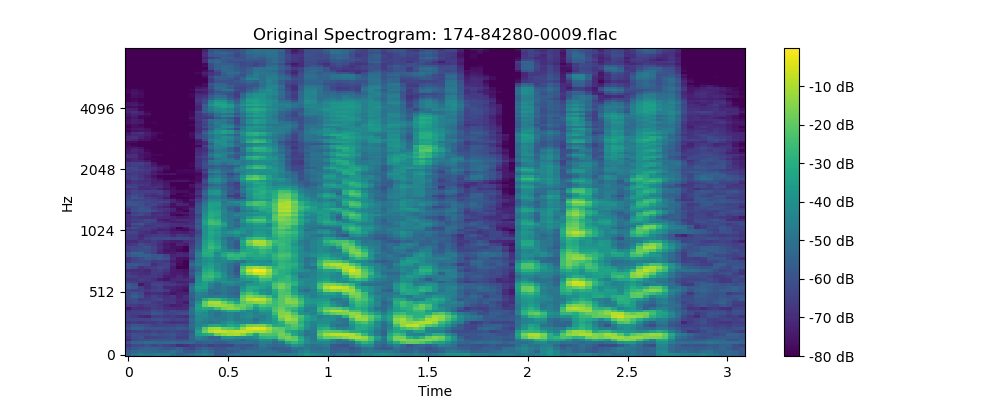 Original Spectrogram: 174-84280-0009.flac
Hz
4096
2048
1024
512
0
0
0.5
1
1.5
2
2.5
3
Time
-10 dB
-20 dB
-30 dB
-40 dB
-50 dB
-60 dB
-70 dB
-80 dB